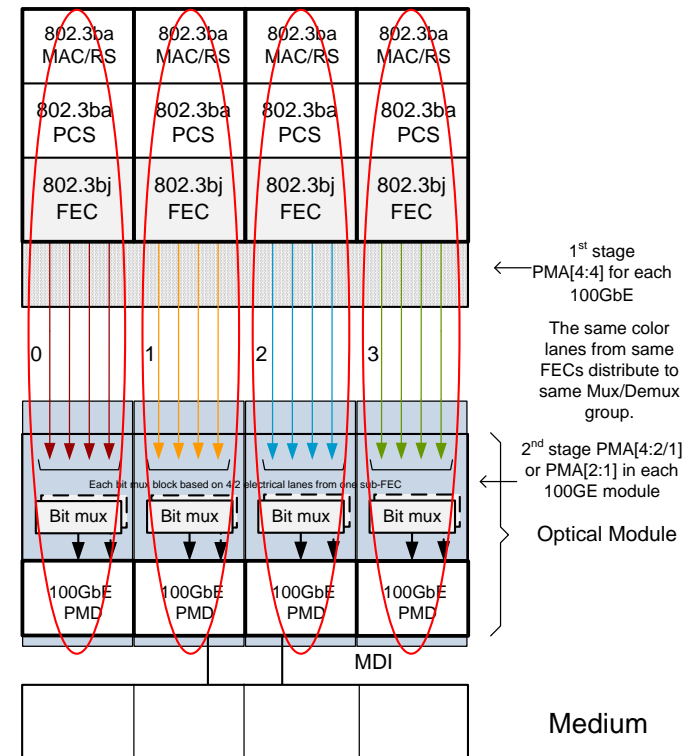 802.3ba 802.3ba 802.3ba 802.3ba
MAC/RS MAC/RS MAC/RS MAC/RS
802.3ba 802.3ba 802.3ba 802.3ba
PCS PCS PCS PCS
802.3bj 802.3bj 802.3bj 802.3bj
FEC FEC FEC FEC
1st stage
PMA[4:4] for each
100GbE
0 1 2 3
The same color
lanes from same
FECs distribute to
same Mux/Demux
group.
2nd stage PMA[4:2/1]
or PMA[2:1] in each
100GE module
Each bit mux block based on 4/2 electrical lanes from one sub-FEC
Bit mux Bit mux Bit mux Bit mux
Optical Module
100GbE 100GbE 100GbE 100GbE
PMD PMD PMD PMD
MDI
Medium